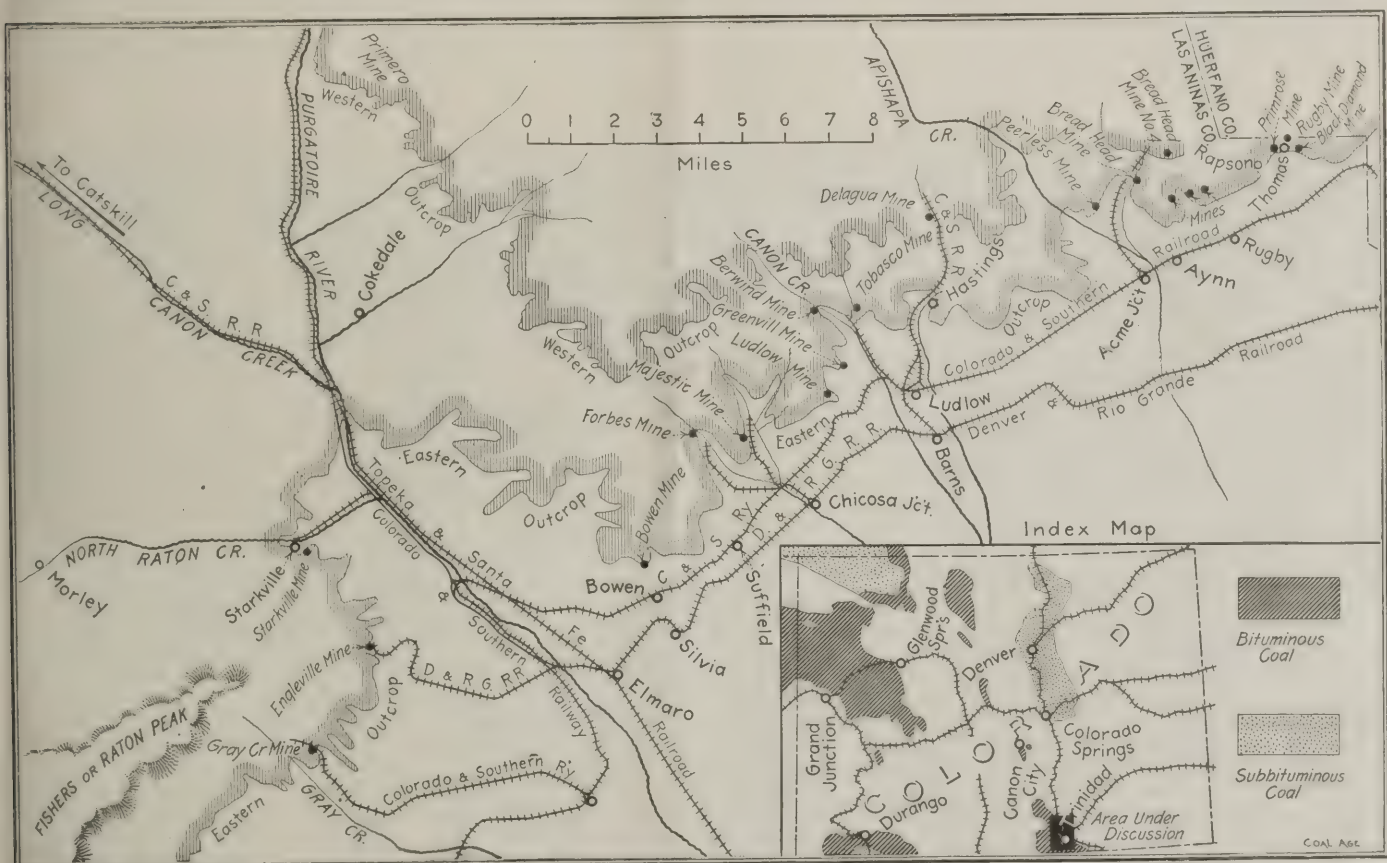 Primero
Mine
Western
Outcrop
PURGATOIRE
RIVER
To Catskill
LONG
CANON
CREEK
C. & S. R. R
Cokedale
0 1 2 3 4 5 6 7 8
Miles
APISHAPA
CR.
HUERFANO CO.
LAS ANINAS CO.
Bread Head
Mine No.4
Bread Head
Mine
Peerless Mine
Primrose
Mine
Rugby Mine
Black Diamond
Mine
Rapsono
Mines
Thomas
Rugby
Aynn
Acme J'c't
Delagua Mine
C & S R R
Hastings
Tobasco Mine
CANON CR.
Berwind Mine
Greenvill Mine
Ludlow Mine
Majestic Mine
Forbes Mine
Bowen Mine
Western
Outcrop
Eastern
Outcrop
Colorado & Southern Railroad
Denver & Rio Grande Railroad
Ludlow
Barns
Chicosa J'c't.
Eastern
Outcrop
C & S RY
D & R G. R R
Bowen
Suffield
Silvia
Elmaro
Topeka & Santa Fe Railroad
Colorado & Southern Railway
NORTH RATON CR.
Morley
Starkville
Starkville Mine
Engleville Mine
D & R G. RR
Outcrop
FISHERS OR RATON PEAK
Gray Cr Mine
Eastern
GRAY CR.
Colorado & Southern Ry
Index Map
Glenwood
Spr's
Denver
Grand
Junction
Colorado
Springs
Canon
City
COLORADO
Durango
Trinidad
Area Under
Discussion
Bituminous
Coal
Subbituminous
Coal
COAL AGE